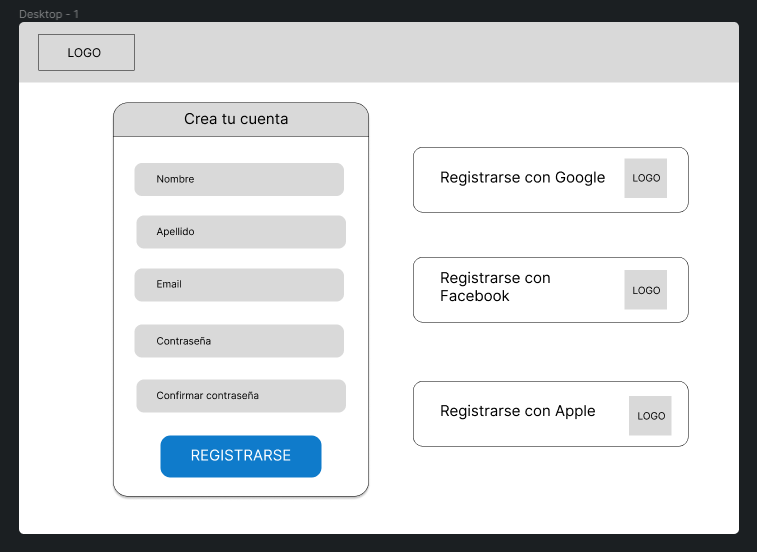 Desktop - 1
LOGO
Crea tu cuenta
Nombre
Apellido
Email
Contraseña
Confirmar contraseña
REGISTRARSE
Registrarse con Google
LOGO
Registrarse con
Facebook
LOGO
Registrarse con Apple
LOGO